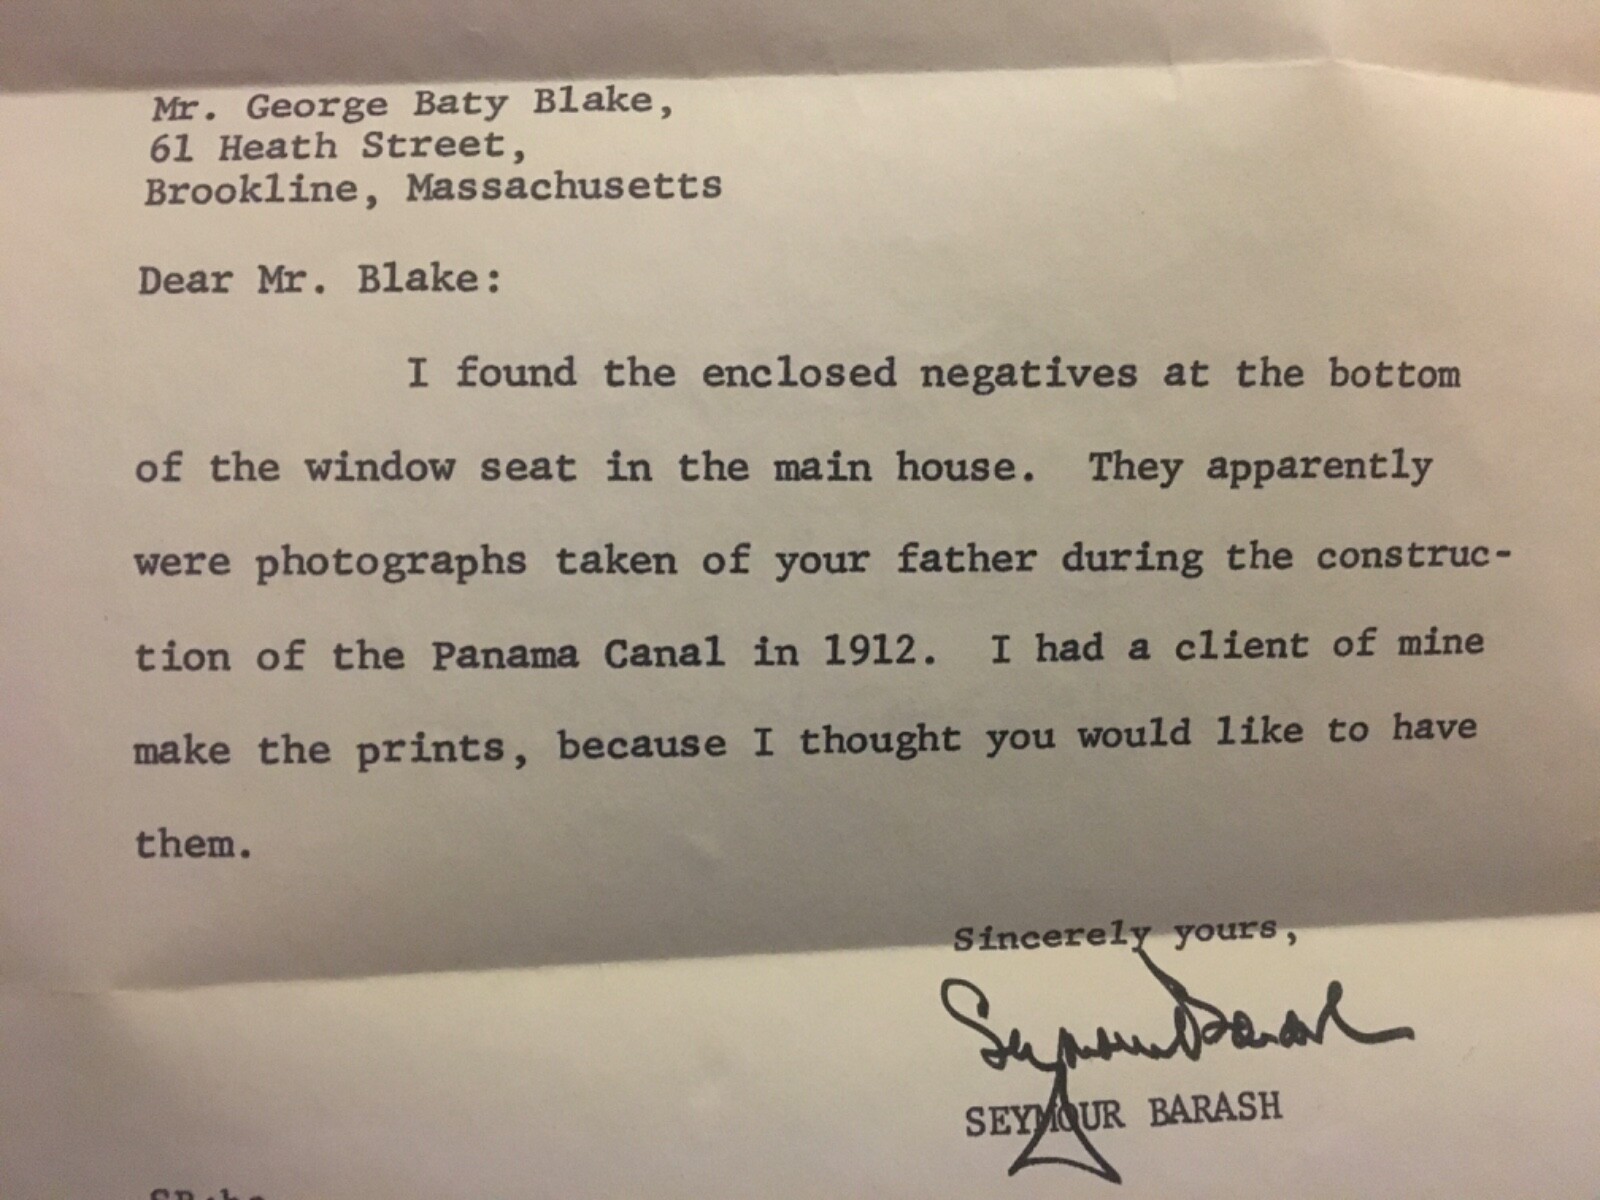 Mr. George Baty Blake,
61 Heath Street,
Brookline, Massachusetts
Dear Mr. Blake:
I found the enclosed negatives at the bottom
of the window seat in the main house. They apparently
were photographs taken of your father during the construc-
tion of the Panama Canal in 1912. I had a client of mine
make the prints, because I thought you would like to have
them.
Sincerely yours,
Seymour Barash
SEYMOUR BARASH